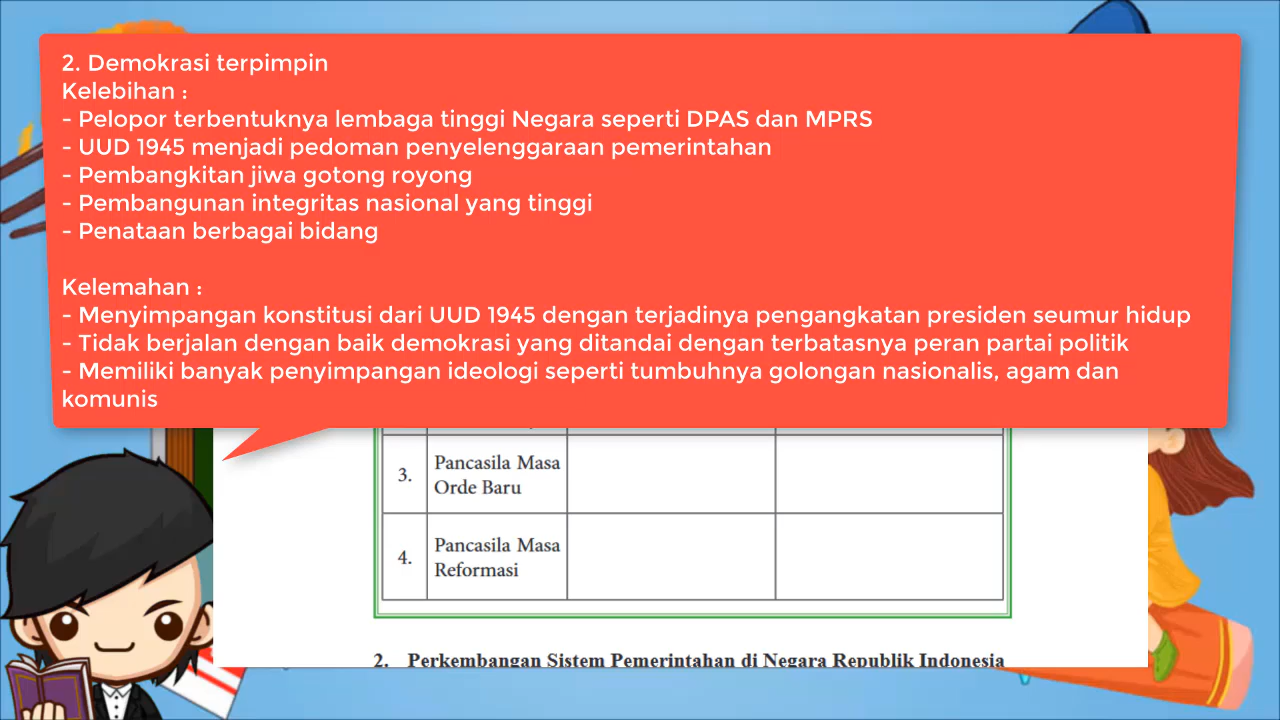 2. Demokrasi terpimpin
Kelebihan :
- Pelopor terbentuknya lembaga tinggi Negara seperti DPAS dan MPRS
- UUD 1945 menjadi pedoman penyelenggaraan pemerintahan
- Pembangkitan jiwa gotong royong
- Pembangunan integritas nasional yang tinggi
- Penataan berbagai bidang
Kelemahan :
- Menyimpangan konstitusi dari UUD 1945 dengan terjadinya pengangkatan presiden seumur hidup
- Tidak berjalan dengan baik demokrasi yang ditandai dengan terbatasnya peran partai politik
- Memiliki banyak penyimpangan ideologi seperti tumbuhnya golongan nasionalis, agam dan
komunis
3. Pancasila Masa
Orde Baru
4. Pancasila Masa
Reformasi
2. Perkembangan Sistem Pemerintahan di Negara Republik Indonesia